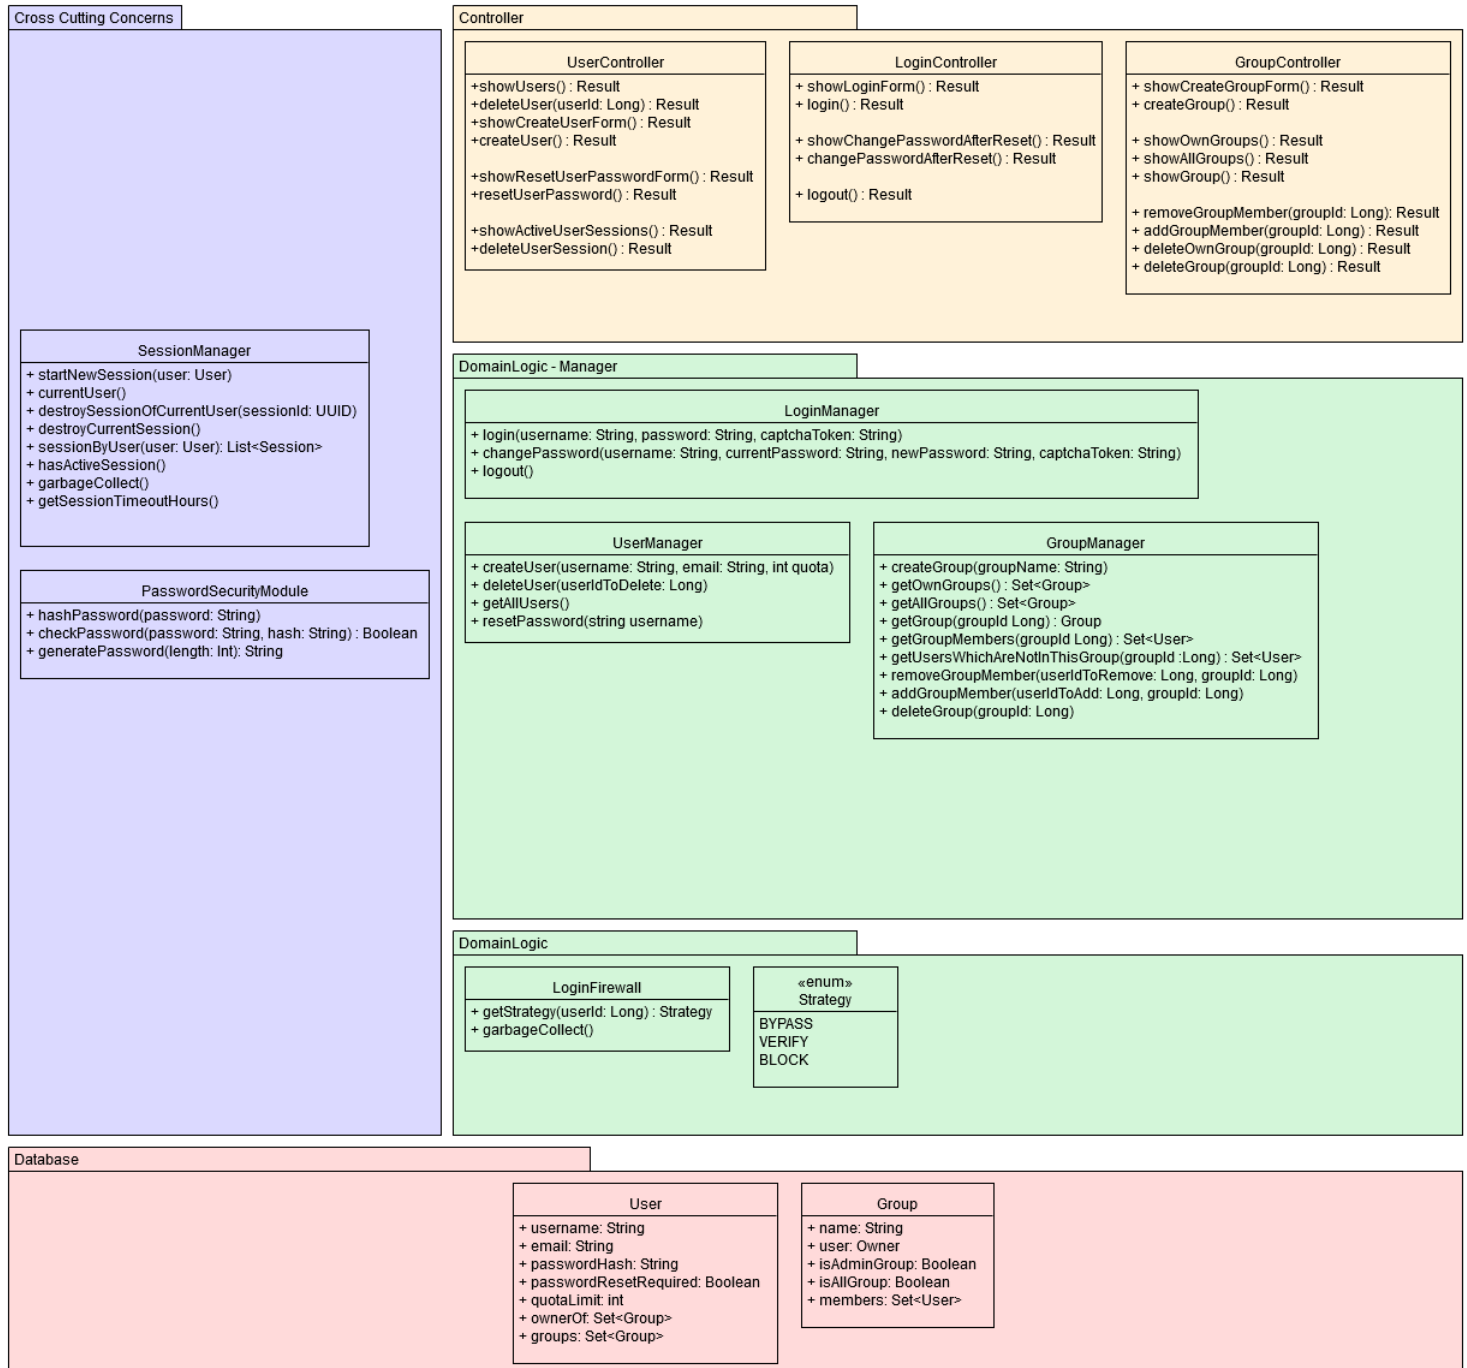 Cross Cutting Concerns
SessionManager
+ startNewSession(user: User)
+ currentUser()
+ destroySessionOfCurrentUser(sessionId: UUID)
+ destroyCurrentSession()
+ sessionByUser(user: User): List<Session>
+ hasActiveSession()
+ garbageCollect()
+ getSessionTimeoutHours()
PasswordSecurityModule
+ hashPassword(password: String)
+ checkPassword(password: String, hash: String) : Boolean
+ generatePassword(length: Int): String
Controller
UserController
+showUsers() : Result
+deleteUser(userId: Long) : Result
+showCreateUserForm() : Result
+createUser() : Result
+showResetUserPasswordForm() : Result
+resetUserPassword() : Result
+showActiveUserSessions() : Result
+deleteUserSession() : Result
LoginController
+ showLoginForm() : Result
+ login() : Result
+ showChangePasswordAfterReset() : Result
+ changePasswordAfterReset() : Result
+ logout() : Result
GroupController
+ showCreateGroupForm() : Result
+ createGroup() : Result
+ showOwnGroups() : Result
+ showAllGroups() : Result
+ showGroup() : Result
+ removeGroupMember(groupId: Long): Result
+ addGroupMember(groupId: Long) : Result
+ deleteOwnGroup(groupId: Long) : Result
+ deleteGroup(groupId: Long) : Result
DomainLogic - Manager
LoginManager
+ login(username: String, password: String, captchaToken: String)
+ changePassword(username: String, currentPassword: String, newPassword: String, captchaToken: String)
+ logout()
UserManager
+ createUser(username: String, email: String, int quota)
+ deleteUser(userIdToDelete: Long)
+ getAllUsers()
+ resetPassword(string username)
GroupManager
+ createGroup(groupName: String)
+ getOwnGroups() : Set<Group>
+ getAllGroups() : Set<Group>
+ getGroup(groupId Long) : Group
+ getGroupMembers(groupId Long) : Set<User>
+ getUsersWhichAreNotInThisGroup(groupId :Long) : Set<User>
+ removeGroupMember(userIdToRemove: Long, groupId: Long)
+ addGroupMember(userIdToAdd: Long, groupId: Long)
+ deleteGroup(groupId: Long)
DomainLogic
LoginFirewall
+ getStrategy(userId: Long) : Strategy
+ garbageCollect()
«enum»
Strategy
BYPASS
VERIFY
BLOCK
Database
User
+ username: String
+ email: String
+ passwordHash: String
+ passwordResetRequired: Boolean
+ quotaLimit: int
+ ownerOf: Set<Group>
+ groups: Set<Group>
Group
+ name: String
+ user: Owner
+ isAdminGroup: Boolean
+ isAllGroup: Boolean
+ members: Set<User>